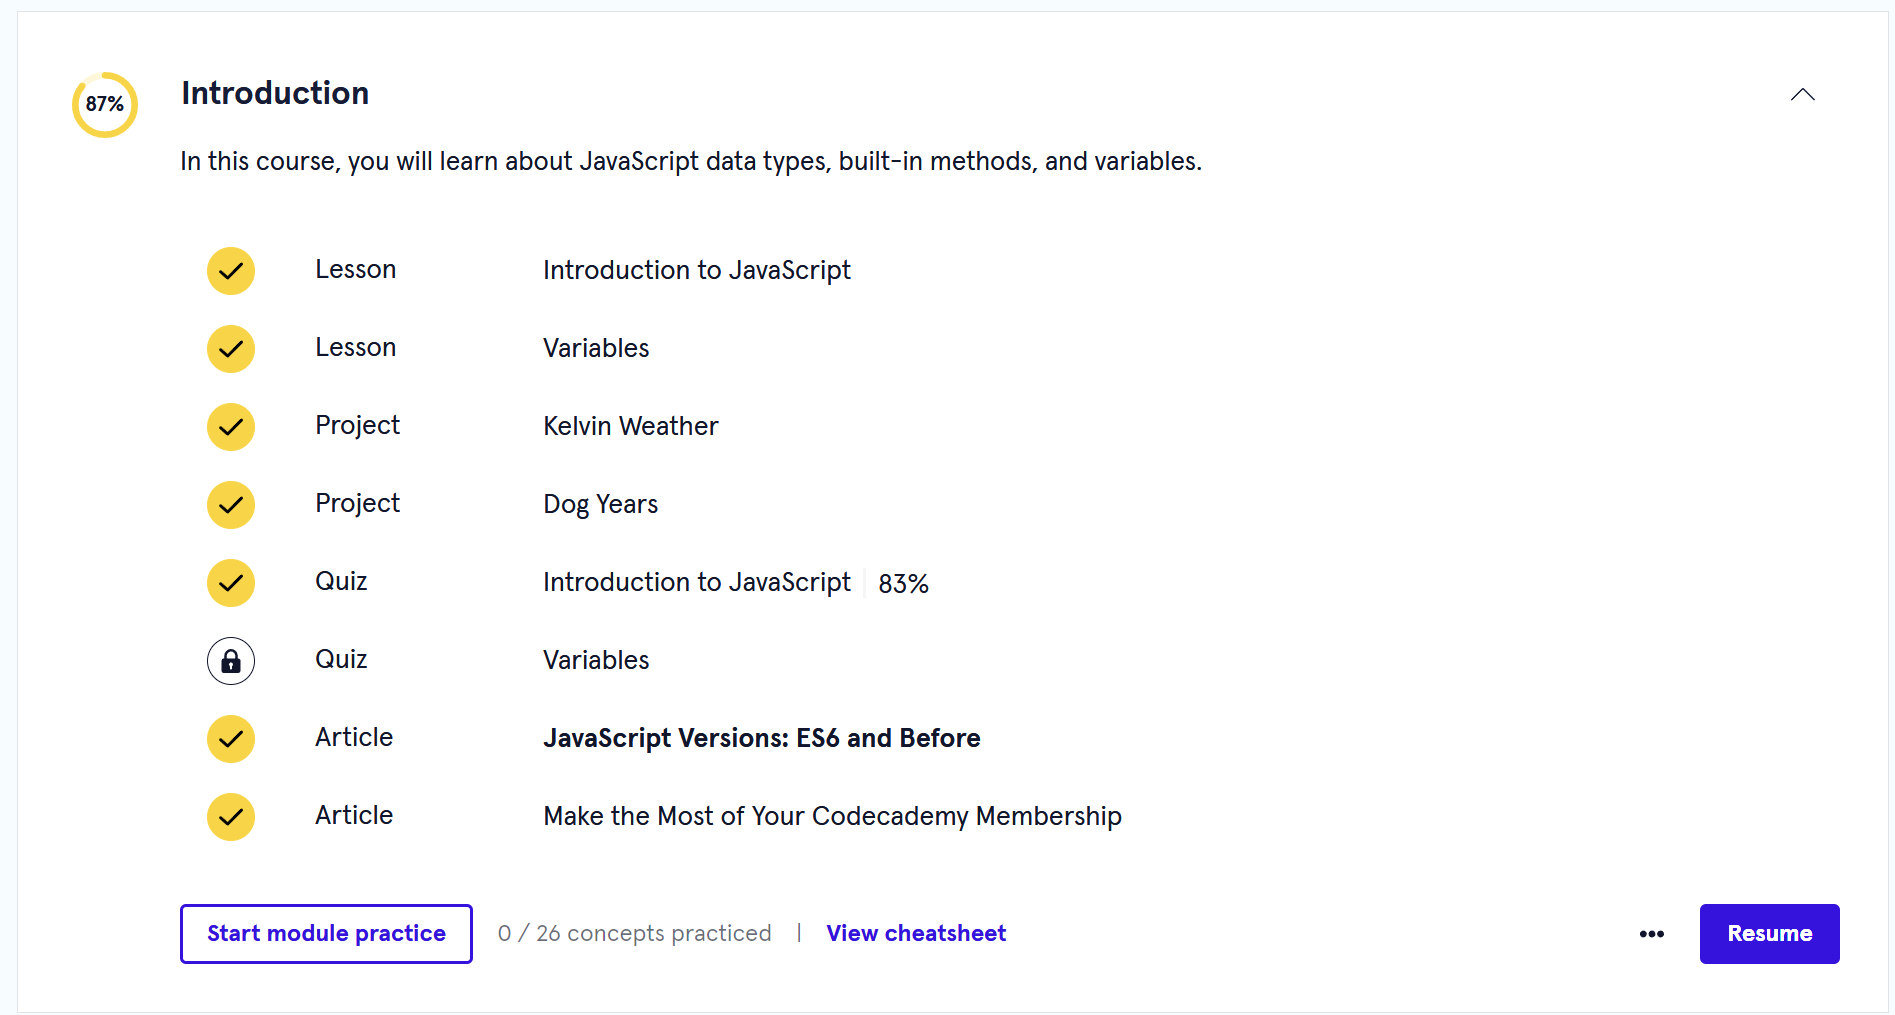 87%
Introduction
In this course, you will learn about JavaScript data types, built-in methods, and variables.
Lesson Introduction to JavaScript
Lesson Variables
Project Kelvin Weather
Project Dog Years
Quiz Introduction to JavaScript 83%
Quiz Variables
Article JavaScript Versions: ES6 and Before
Article Make the Most of Your Codecademy Membership
Start module practice 0 / 26 concepts practiced | View cheatsheet ••• Resume